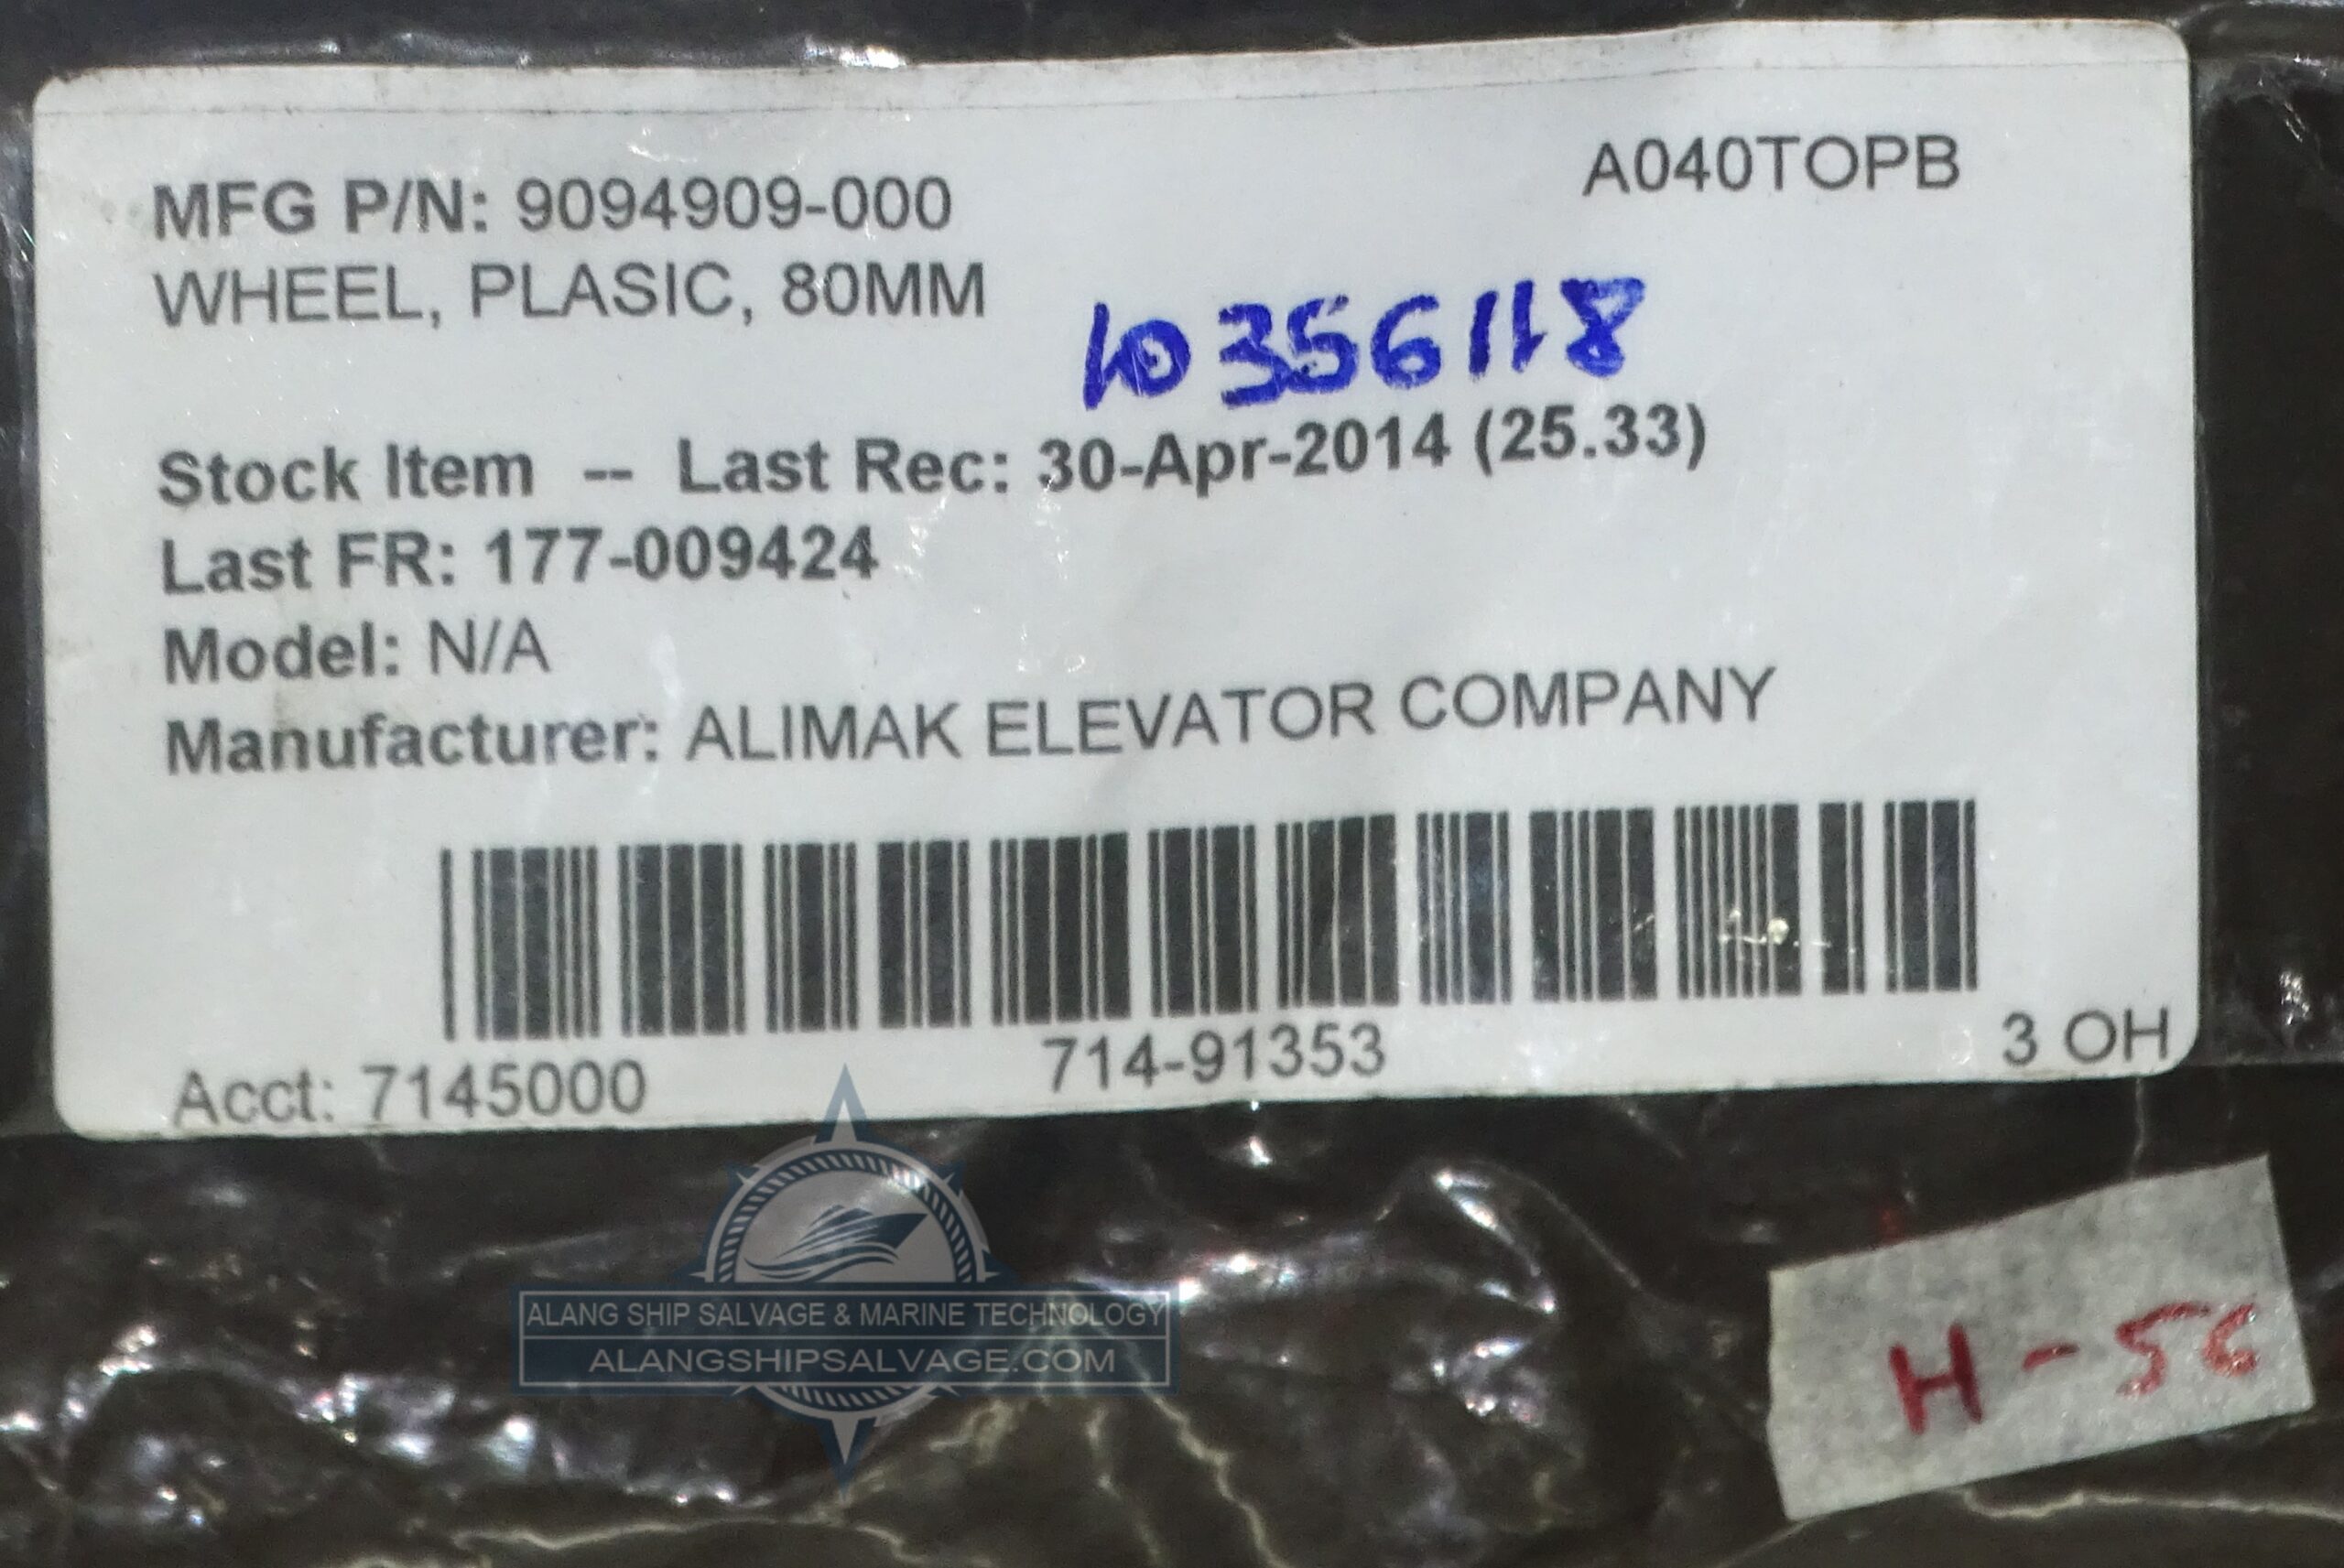 A040TOPB
MFG P/N: 9094909-000
WHEEL, PLASIC, 80MM
10356118
Stock Item -- Last Rec: 30-Apr-2014 (25.33)
Last FR: 177-009424
Model: N/A
Manufacturer: ALIMAK ELEVATOR COMPANY
Acct: 7145000
714-91353
3 OH
ALANG SHIP SALVAGE & MARINE TECHNOLOGY
ALANGSHIPSALVAGE.COM
H-56